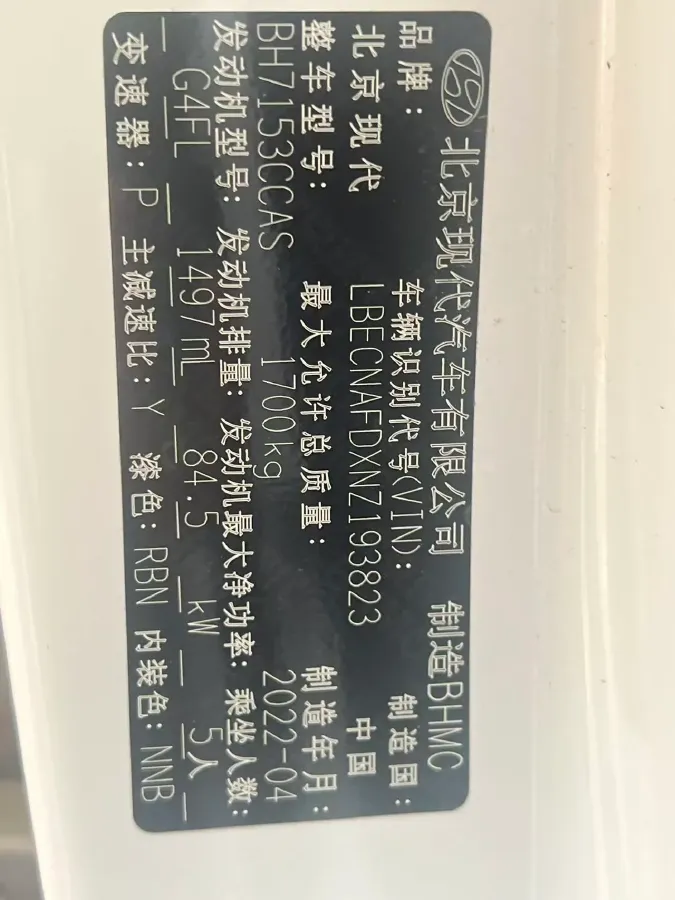 北京现代汽车有限公司 制造BHMC
品牌: 车辆识别代号(VIN): 制造国:
北京现代 LBECNAFDXNZ193823 中国
整车型号: 最大允许总质量: 制造年月:
BH7153CCAS 1700kg 2022-04
发动机型号: 发动机排量: 发动机最大净功率: 乘坐人数:
G4FL 1497mL 84.5 kW 5人
变速器: P 主减速比: Y 漆色: RBN 内装色: NNB